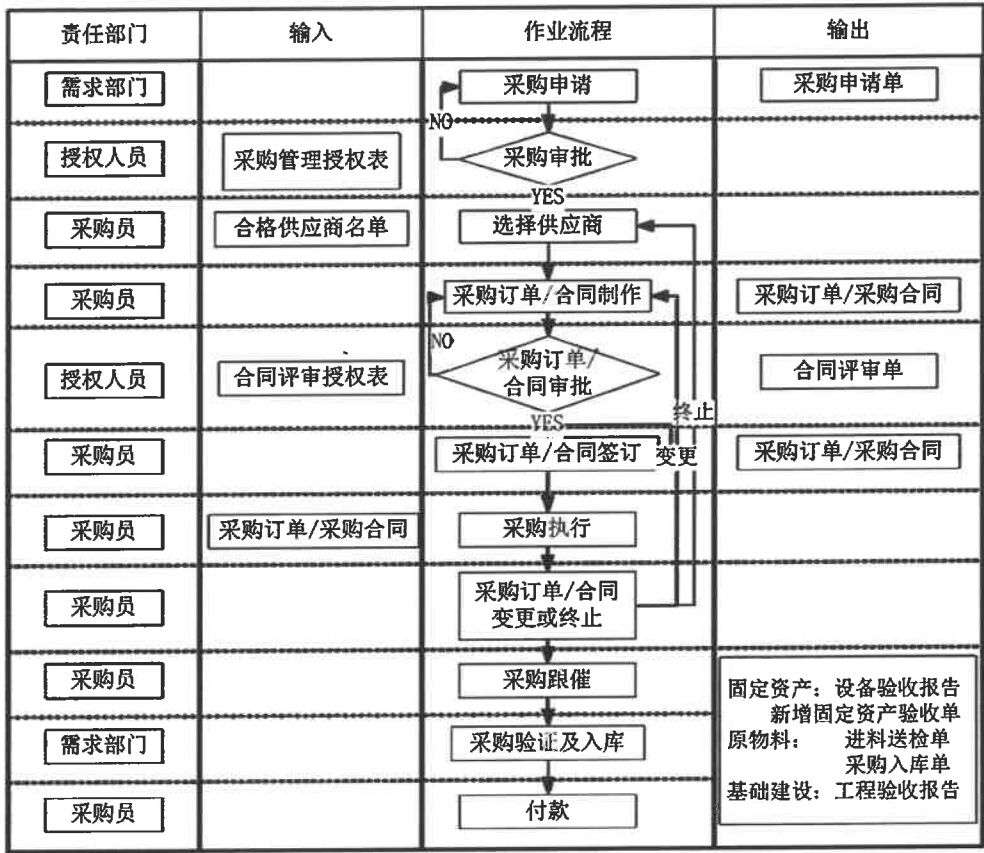 责任部门 输入 作业流程 输出
需求部门 采购申请 采购申请单
NO
授权人员 采购管理授权表 采购审批
YES
采购员 合格供应商名单 选择供应商
采购员 采购订单/合同制作 采购订单/采购合同
NO
采购订单/
授权人员 合同评审授权表 合同审批 合同评审单
终止
YES
采购员 采购订单/合同签订 变更 采购订单/采购合同
采购员 采购订单/采购合同 采购执行
采购订单/合同
采购员 变更或终止
采购员 采购跟催
固定资产：设备验收报告
新增固定资产验收单
需求部门 采购验证及入库 原物料： 进料送检单
采购入库单
基础建设：工程验收报告
采购员 付款